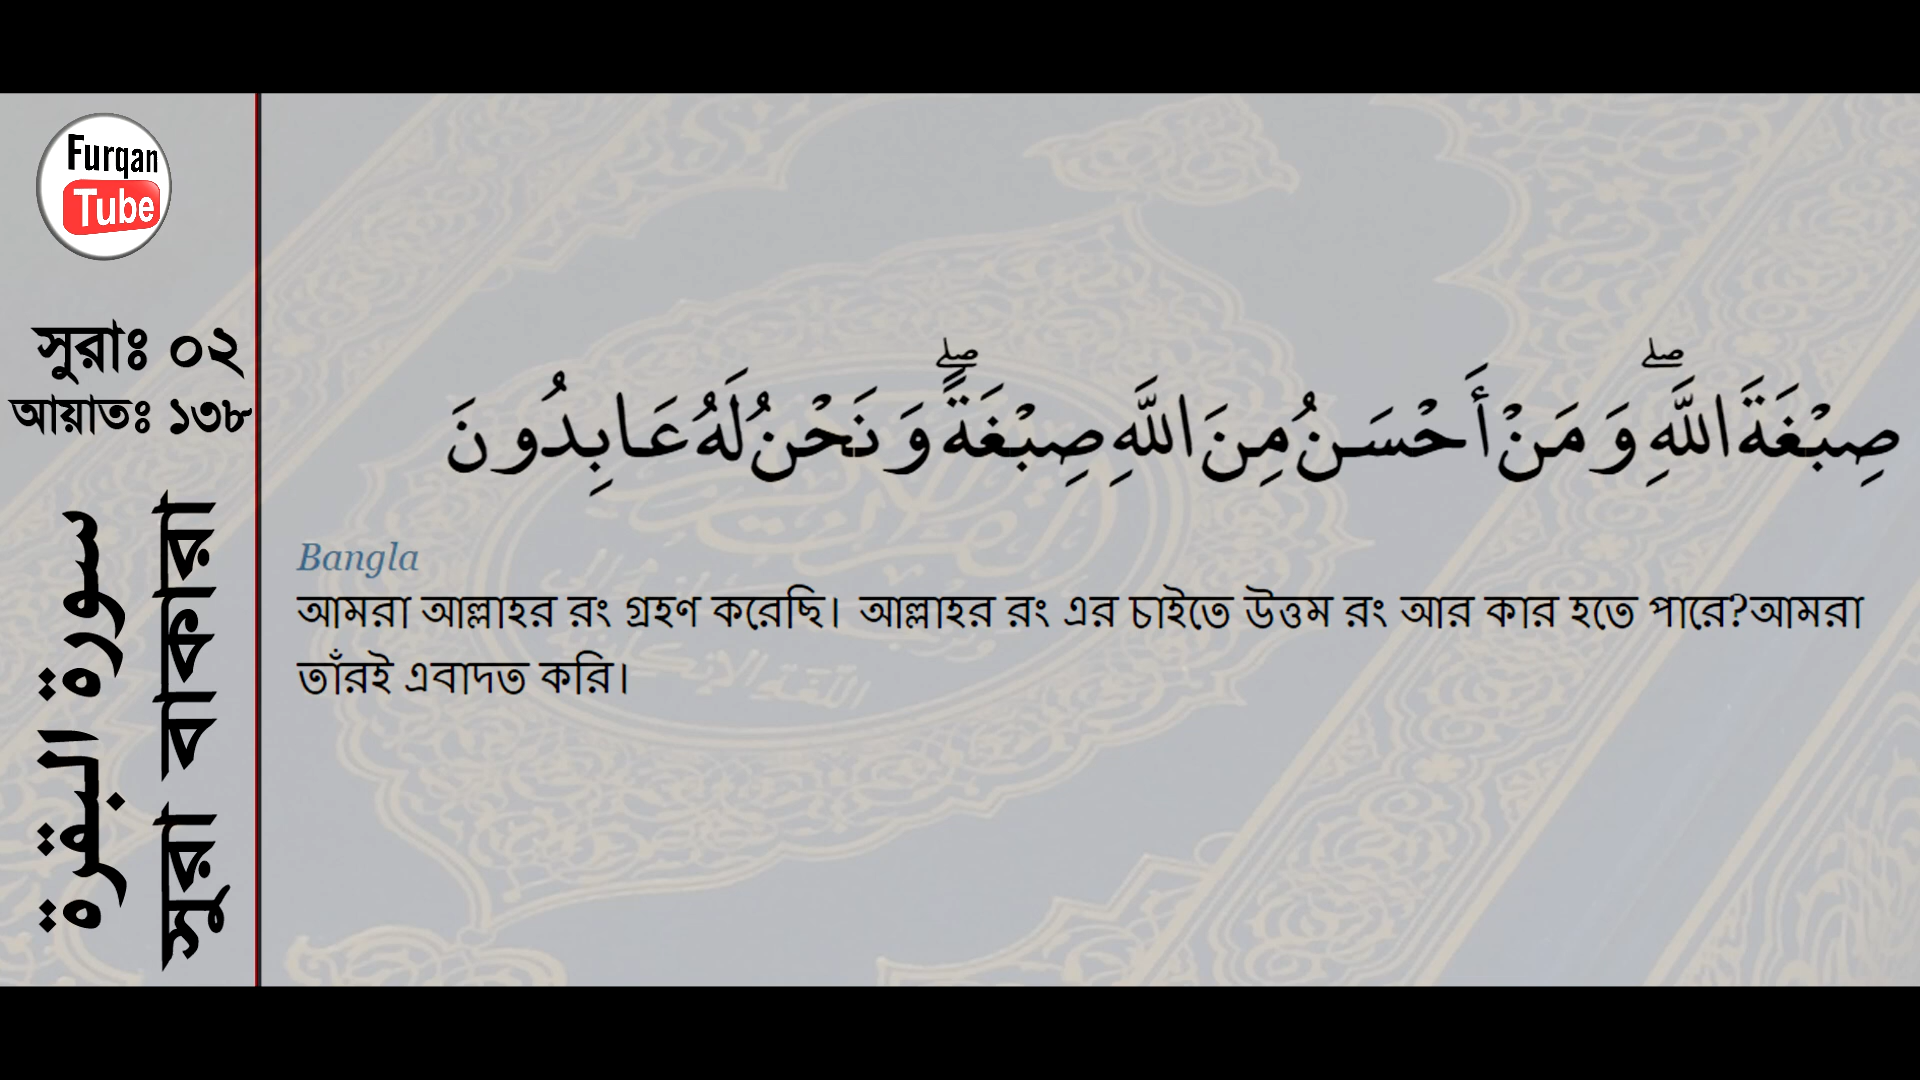 Furqan
Tube
সুরাঃ ০২
আয়াতঃ ১৩৮
سورة البقرة
সুরা বাকারা
صِبْغَةَ اللَّهِ ۖ وَمَنْ أَحْسَنُ مِنَ اللَّهِ صِبْغَةً ۖ وَنَحْنُ لَهُ عَابِدُونَ
Bangla
আমরা আল্লাহর রং গ্রহণ করেছি। আল্লাহর রং এর চাইতে উত্তম রং আর কার হতে পারে?আমরা
তাঁরই এবাদত করি।